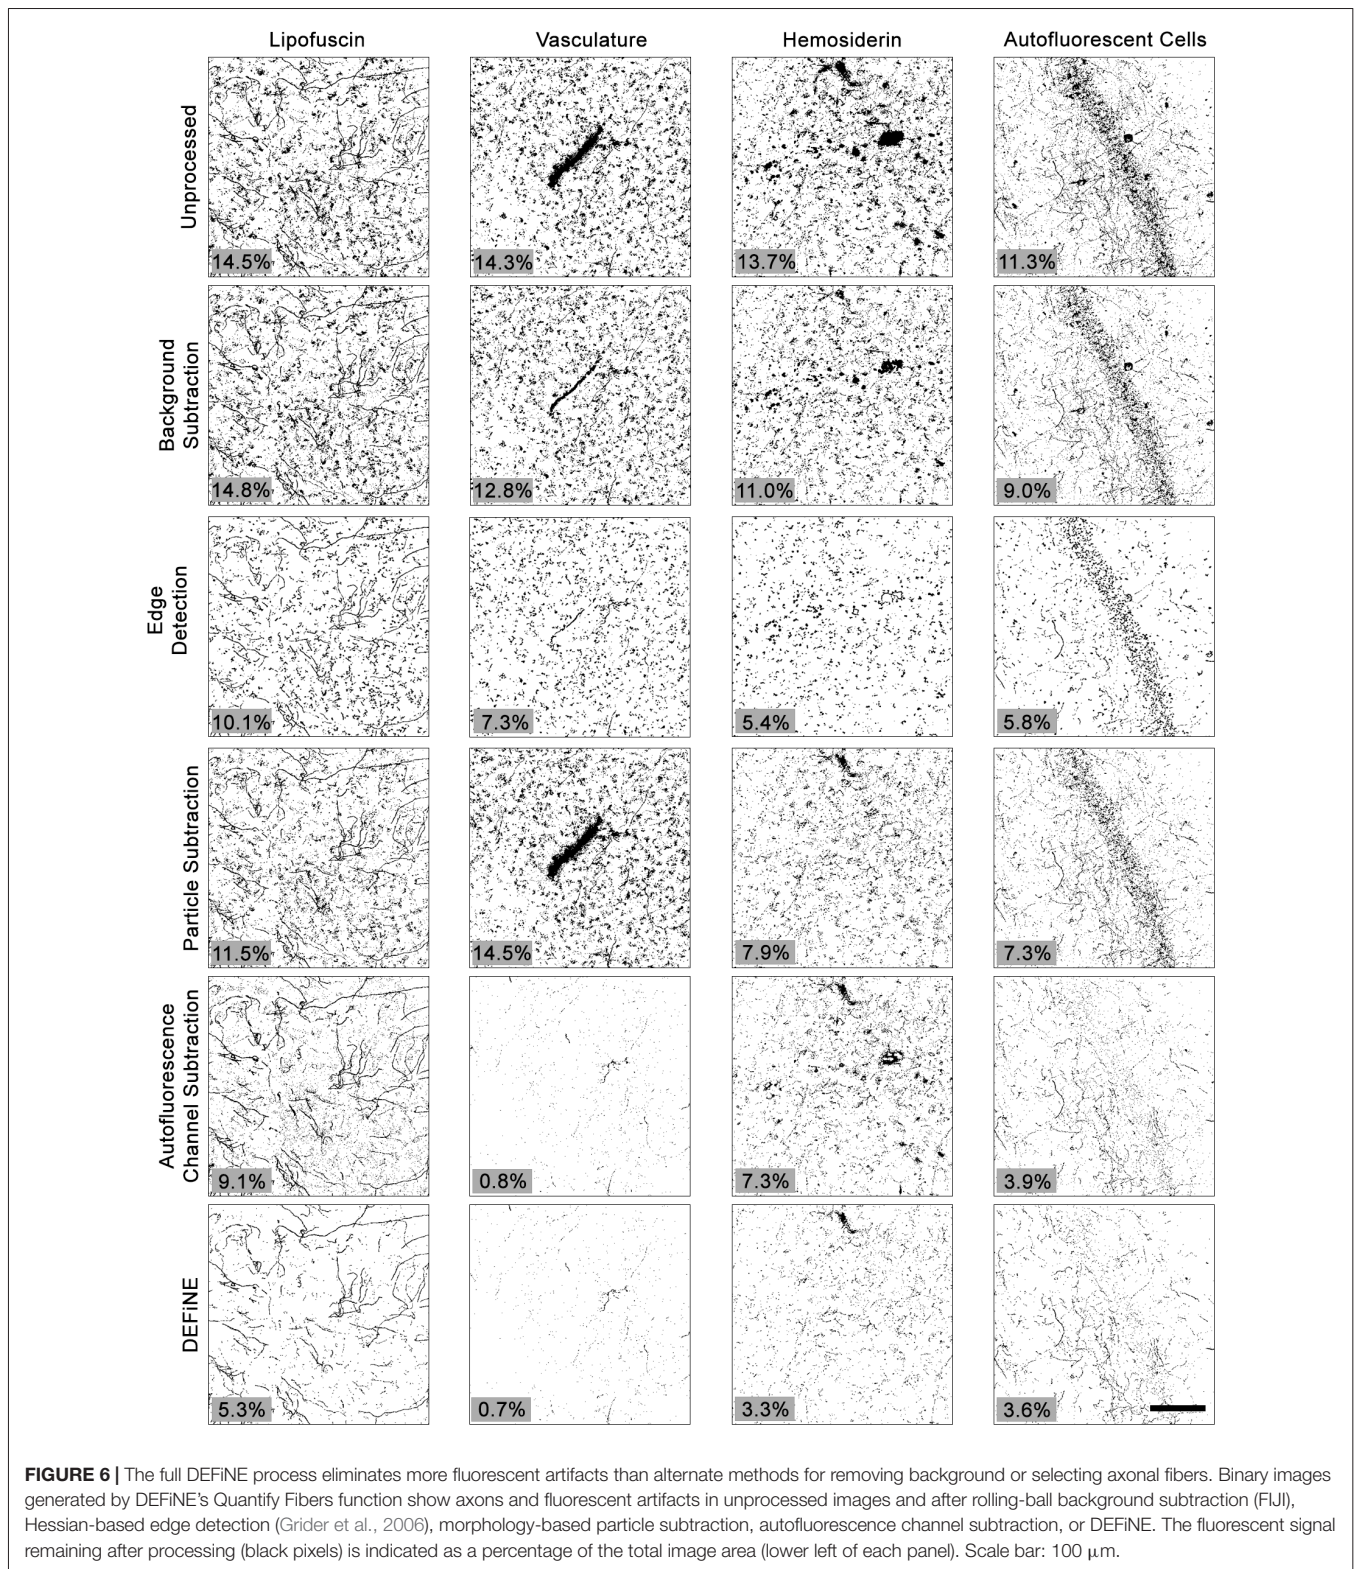 Lipofuscin Vasculature Hemosiderin Autofluorescent Cells
Unprocessed
14.5% 14.3% 13.7% 11.3%
Background
Subtraction
14.8% 12.8% 11.0% 9.0%
Edge
Detection
10.1% 7.3% 5.4% 5.8%
Particle Subtraction
11.5% 14.5% 7.9% 7.3%
Autofluorescence
Channel Subtraction
9.1% 0.8% 7.3% 3.9%
DEFiNE
5.3% 0.7% 3.3% 3.6%
FIGURE 6 | The full DEFiNE process eliminates more fluorescent artifacts than alternate methods for removing background or selecting axonal fibers. Binary images
generated by DEFiNE's Quantify Fibers function show axons and fluorescent artifacts in unprocessed images and after rolling-ball background subtraction (FIJI),
Hessian-based edge detection (Grider et al., 2006), morphology-based particle subtraction, autofluorescence channel subtraction, or DEFiNE. The fluorescent signal
remaining after processing (black pixels) is indicated as a percentage of the total image area (lower left of each panel). Scale bar: 100 μm.